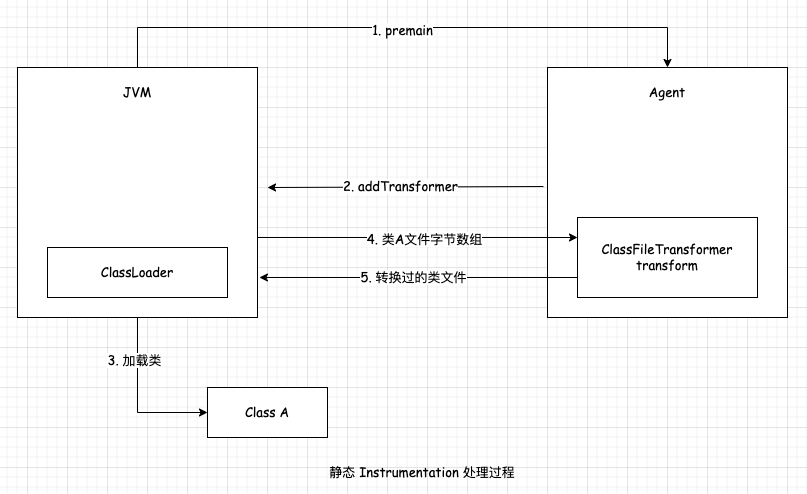 1. premain
JVM
Agent
2. addTransformer
4. 类A文件字节数组
ClassFileTransformer
transform
ClassLoader
5. 转换过的类文件
3. 加载类
Class A
静态 Instrumentation 处理过程